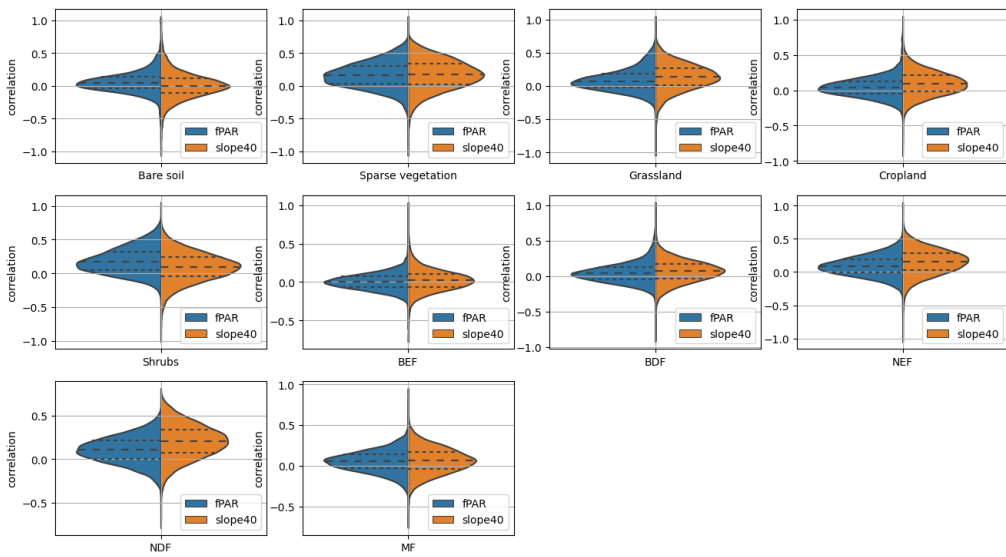 correlation
1.0
0.5
0.0
−0.5
−1.0
fPAR
slope40
Bare soil
correlation
1.0
0.5
0.0
−0.5
−1.0
fPAR
slope40
Sparse vegetation
correlation
1.0
0.5
0.0
−0.5
−1.0
fPAR
slope40
Grassland
correlation
1.0
0.5
0.0
−0.5
−1.0
fPAR
slope40
Cropland
correlation
1.0
0.5
0.0
−0.5
−1.0
fPAR
slope40
Shrubs
correlation
1.0
0.5
0.0
−0.5
fPAR
slope40
BEF
correlation
1.0
0.5
0.0
−0.5
−1.0
fPAR
slope40
BDF
correlation
1.0
0.5
0.0
−0.5
−1.0
fPAR
slope40
NEF
correlation
0.5
0.0
−0.5
fPAR
slope40
NDF
correlation
1.0
0.5
0.0
−0.5
fPAR
slope40
MF